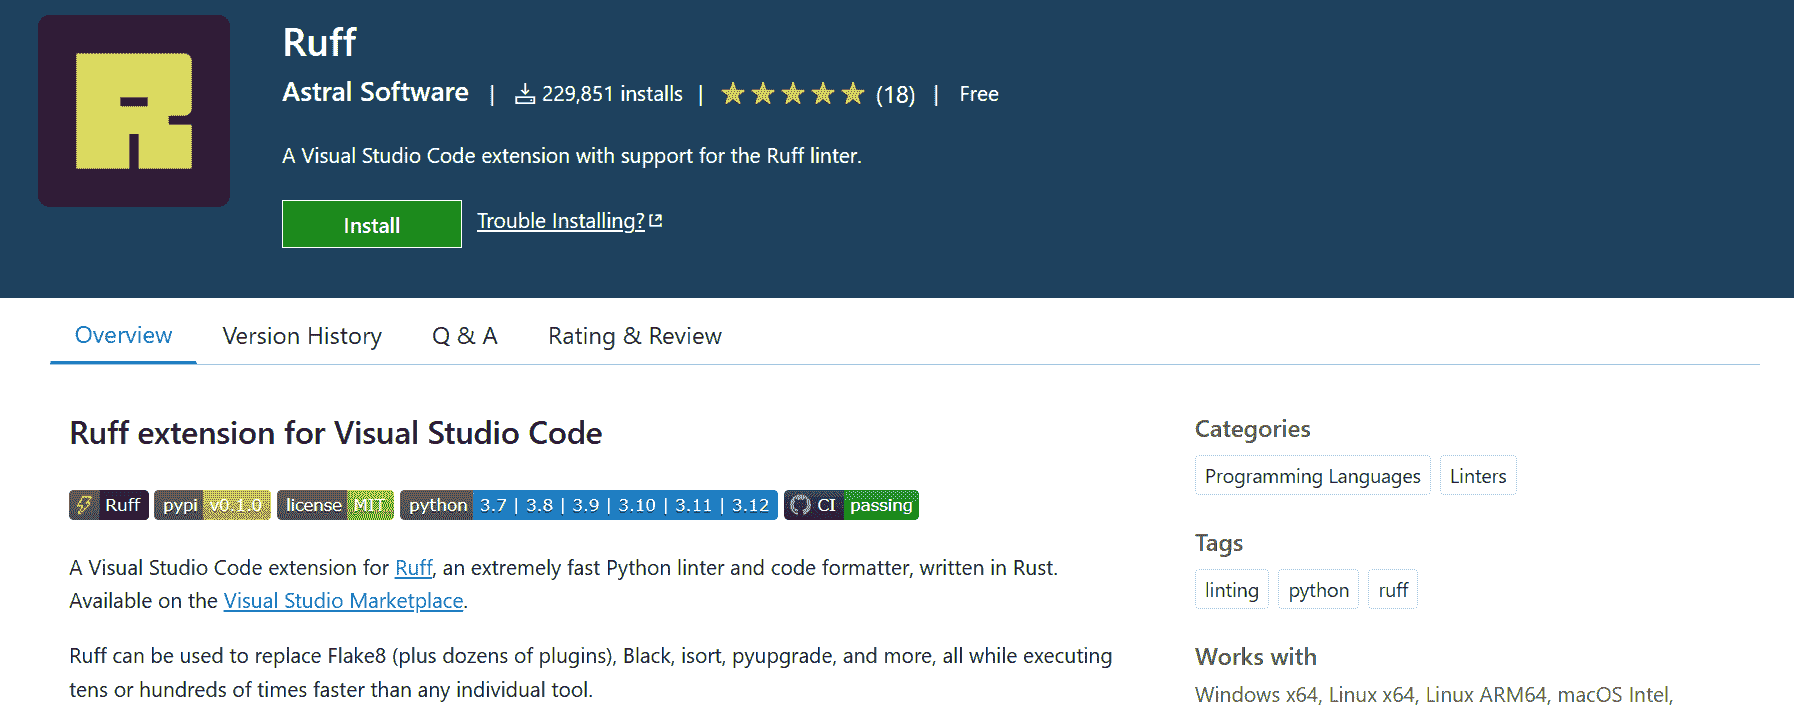 R
Ruff
Astral Software | 229,851 installs | (18) | Free
A Visual Studio Code extension with support for the Ruff linter.
Install Trouble Installing?
Overview Version History Q & A Rating & Review
Ruff extension for Visual Studio Code
Ruff pypi v0.1.0 license MIT python 3.7 | 3.8 | 3.9 | 3.10 | 3.11 | 3.12 CI passing
A Visual Studio Code extension for Ruff, an extremely fast Python linter and code formatter, written in Rust.
Available on the Visual Studio Marketplace.
Ruff can be used to replace Flake8 (plus dozens of plugins), Black, isort, pyupgrade, and more, all while executing
tens or hundreds of times faster than any individual tool.
Categories
Programming Languages Linters
Tags
linting python ruff
Works with
Windows x64, Linux x64, Linux ARM64, macOS Intel,